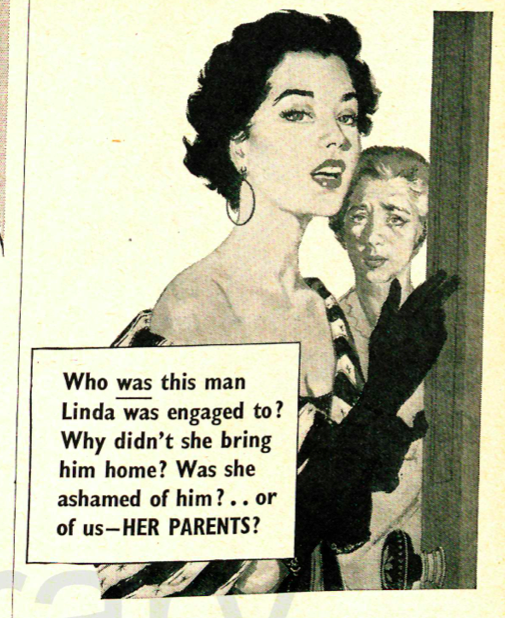 Who was this man
Linda was engaged to?
Why didn't she bring
him home? Was she
ashamed of him?..or
of us—HER PARENTS?